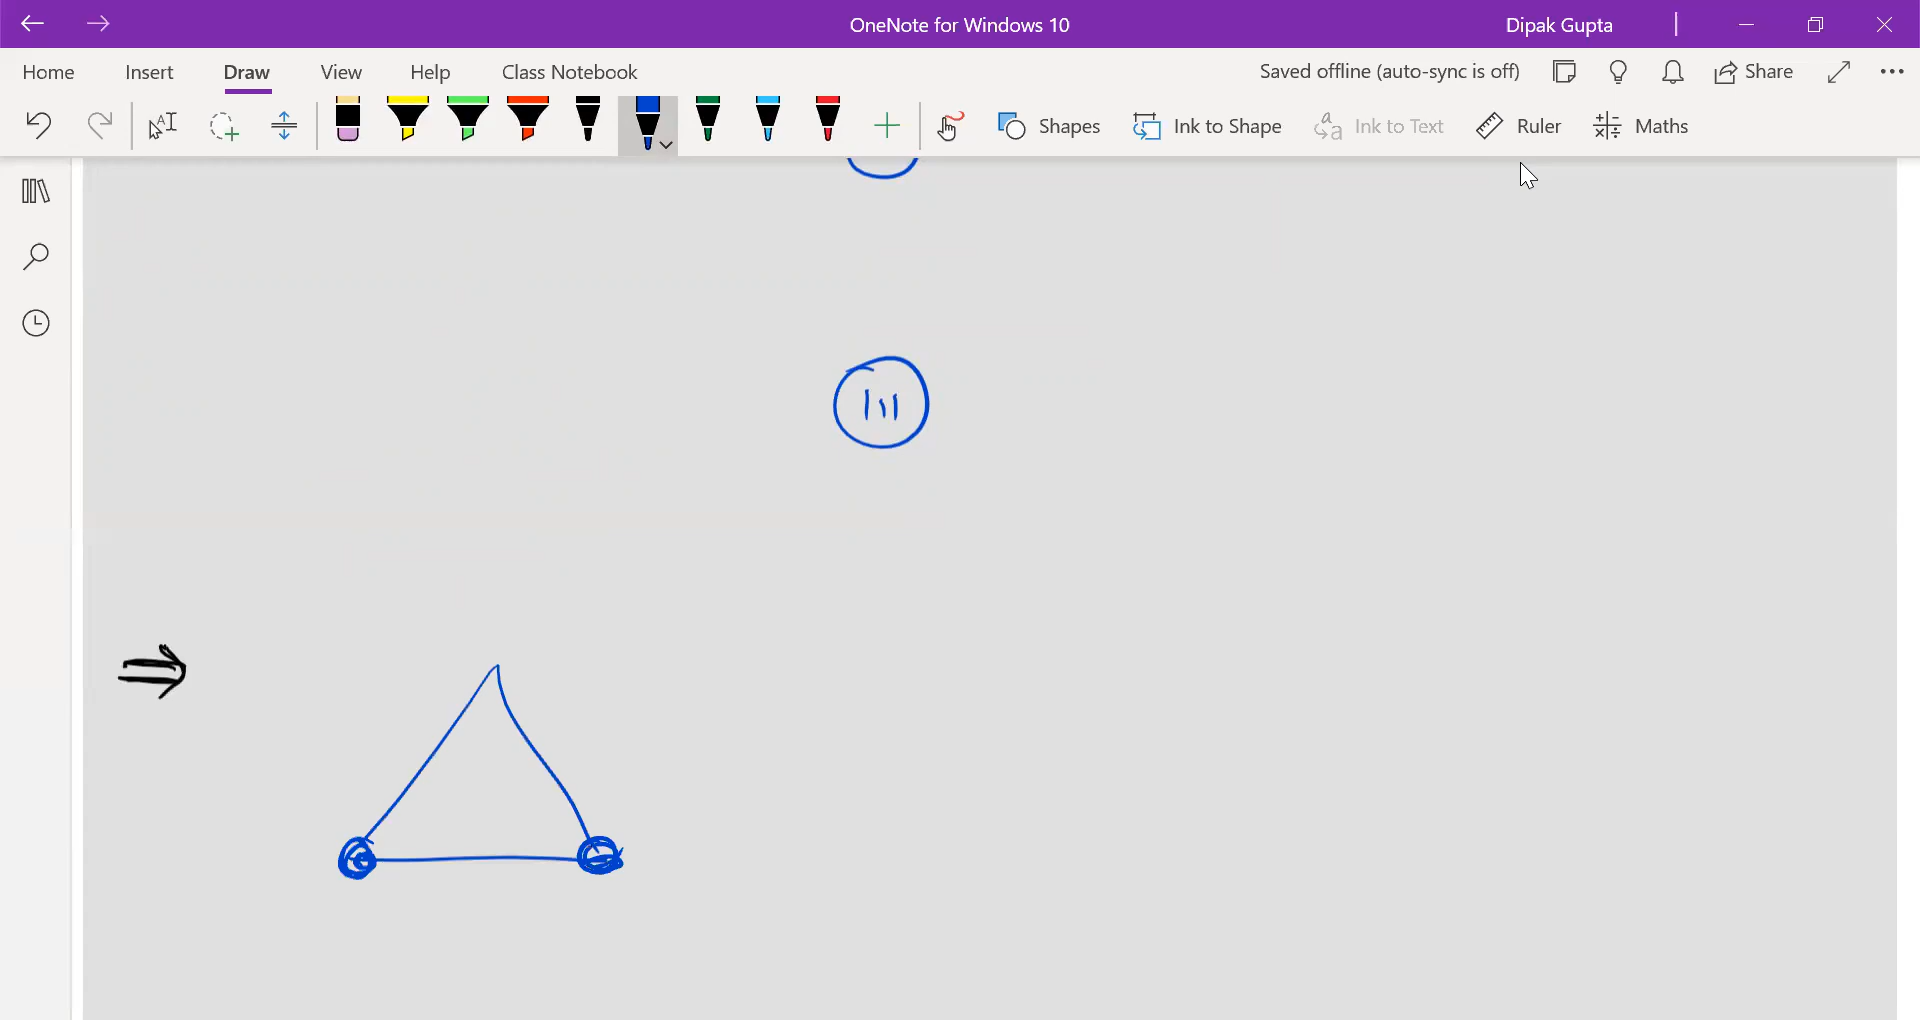 OneNote for Windows 10
Dipak Gupta
Home Insert Draw View Help Class Notebook
Saved offline (auto-sync is off) Share
Shapes Ink to Shape Ink to Text Ruler Maths
111